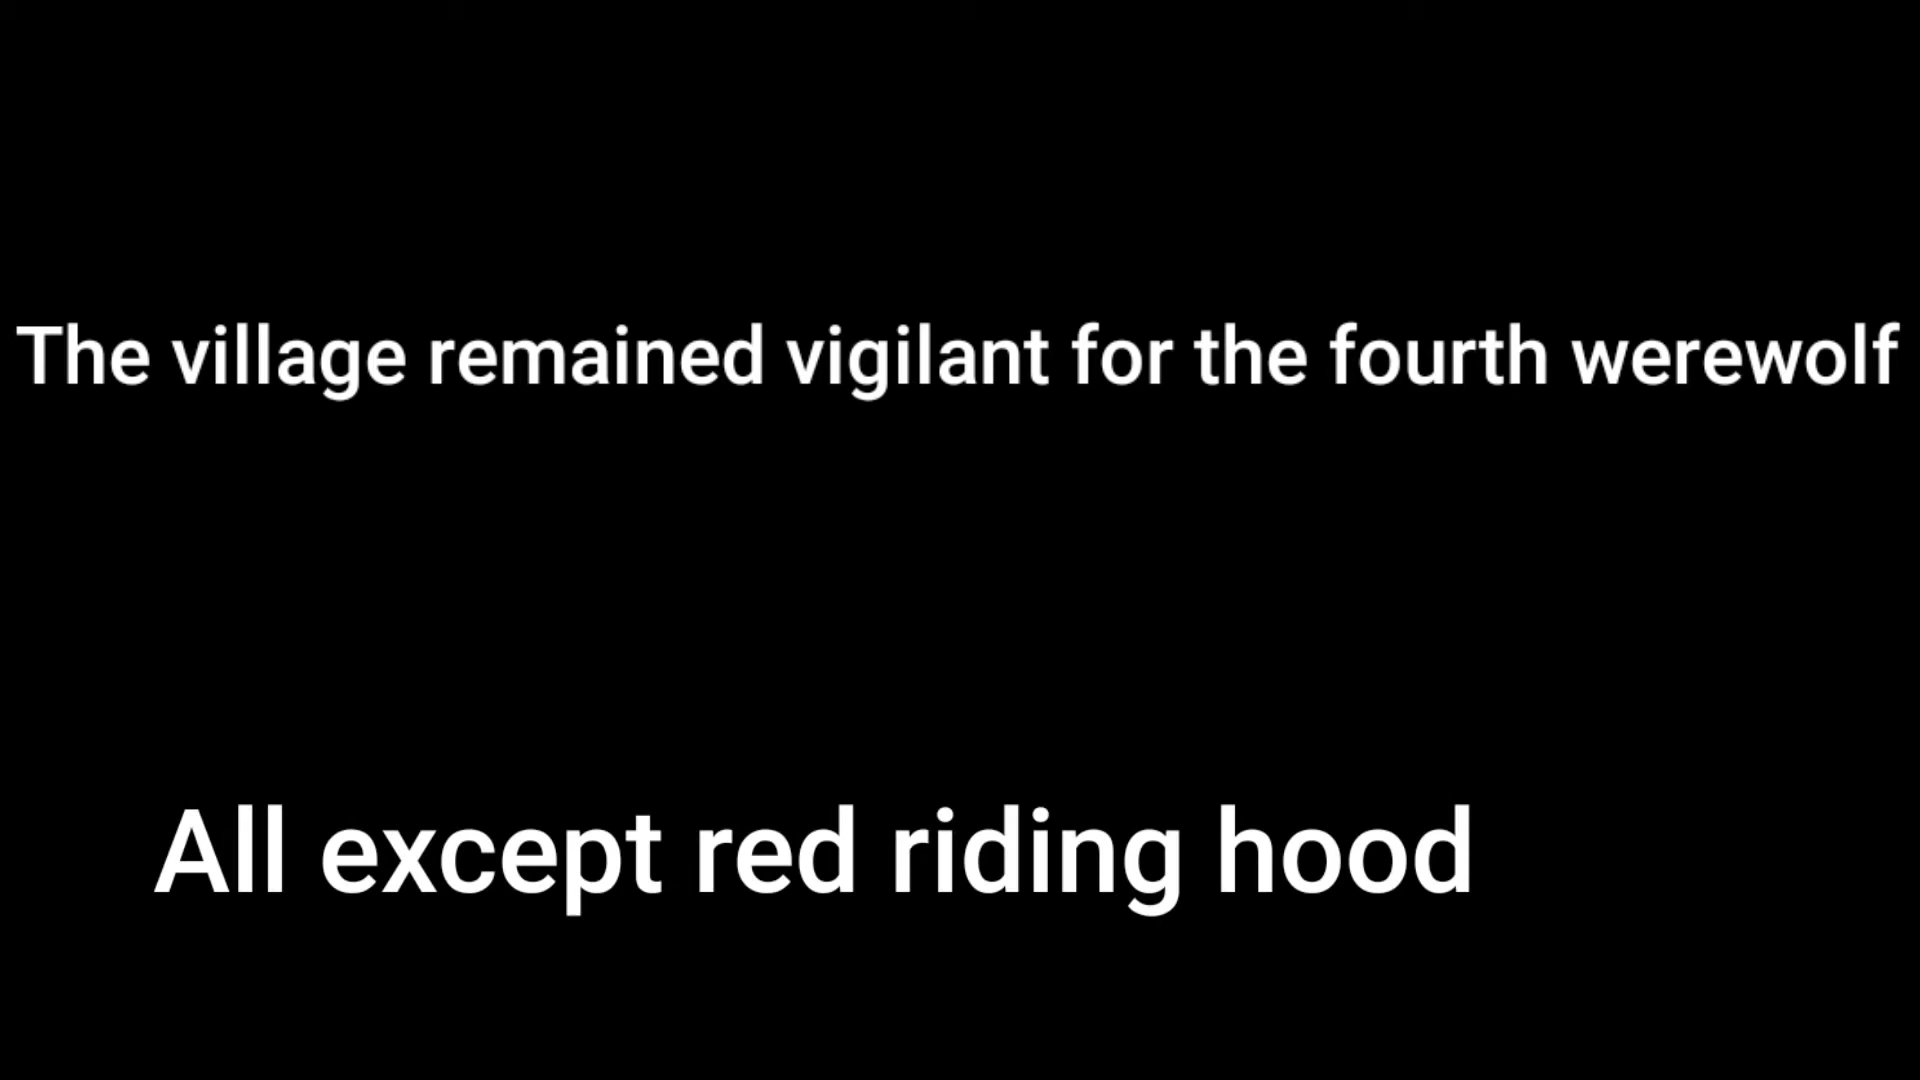 The village remained vigilant for the fourth werewolf
All except red riding hood